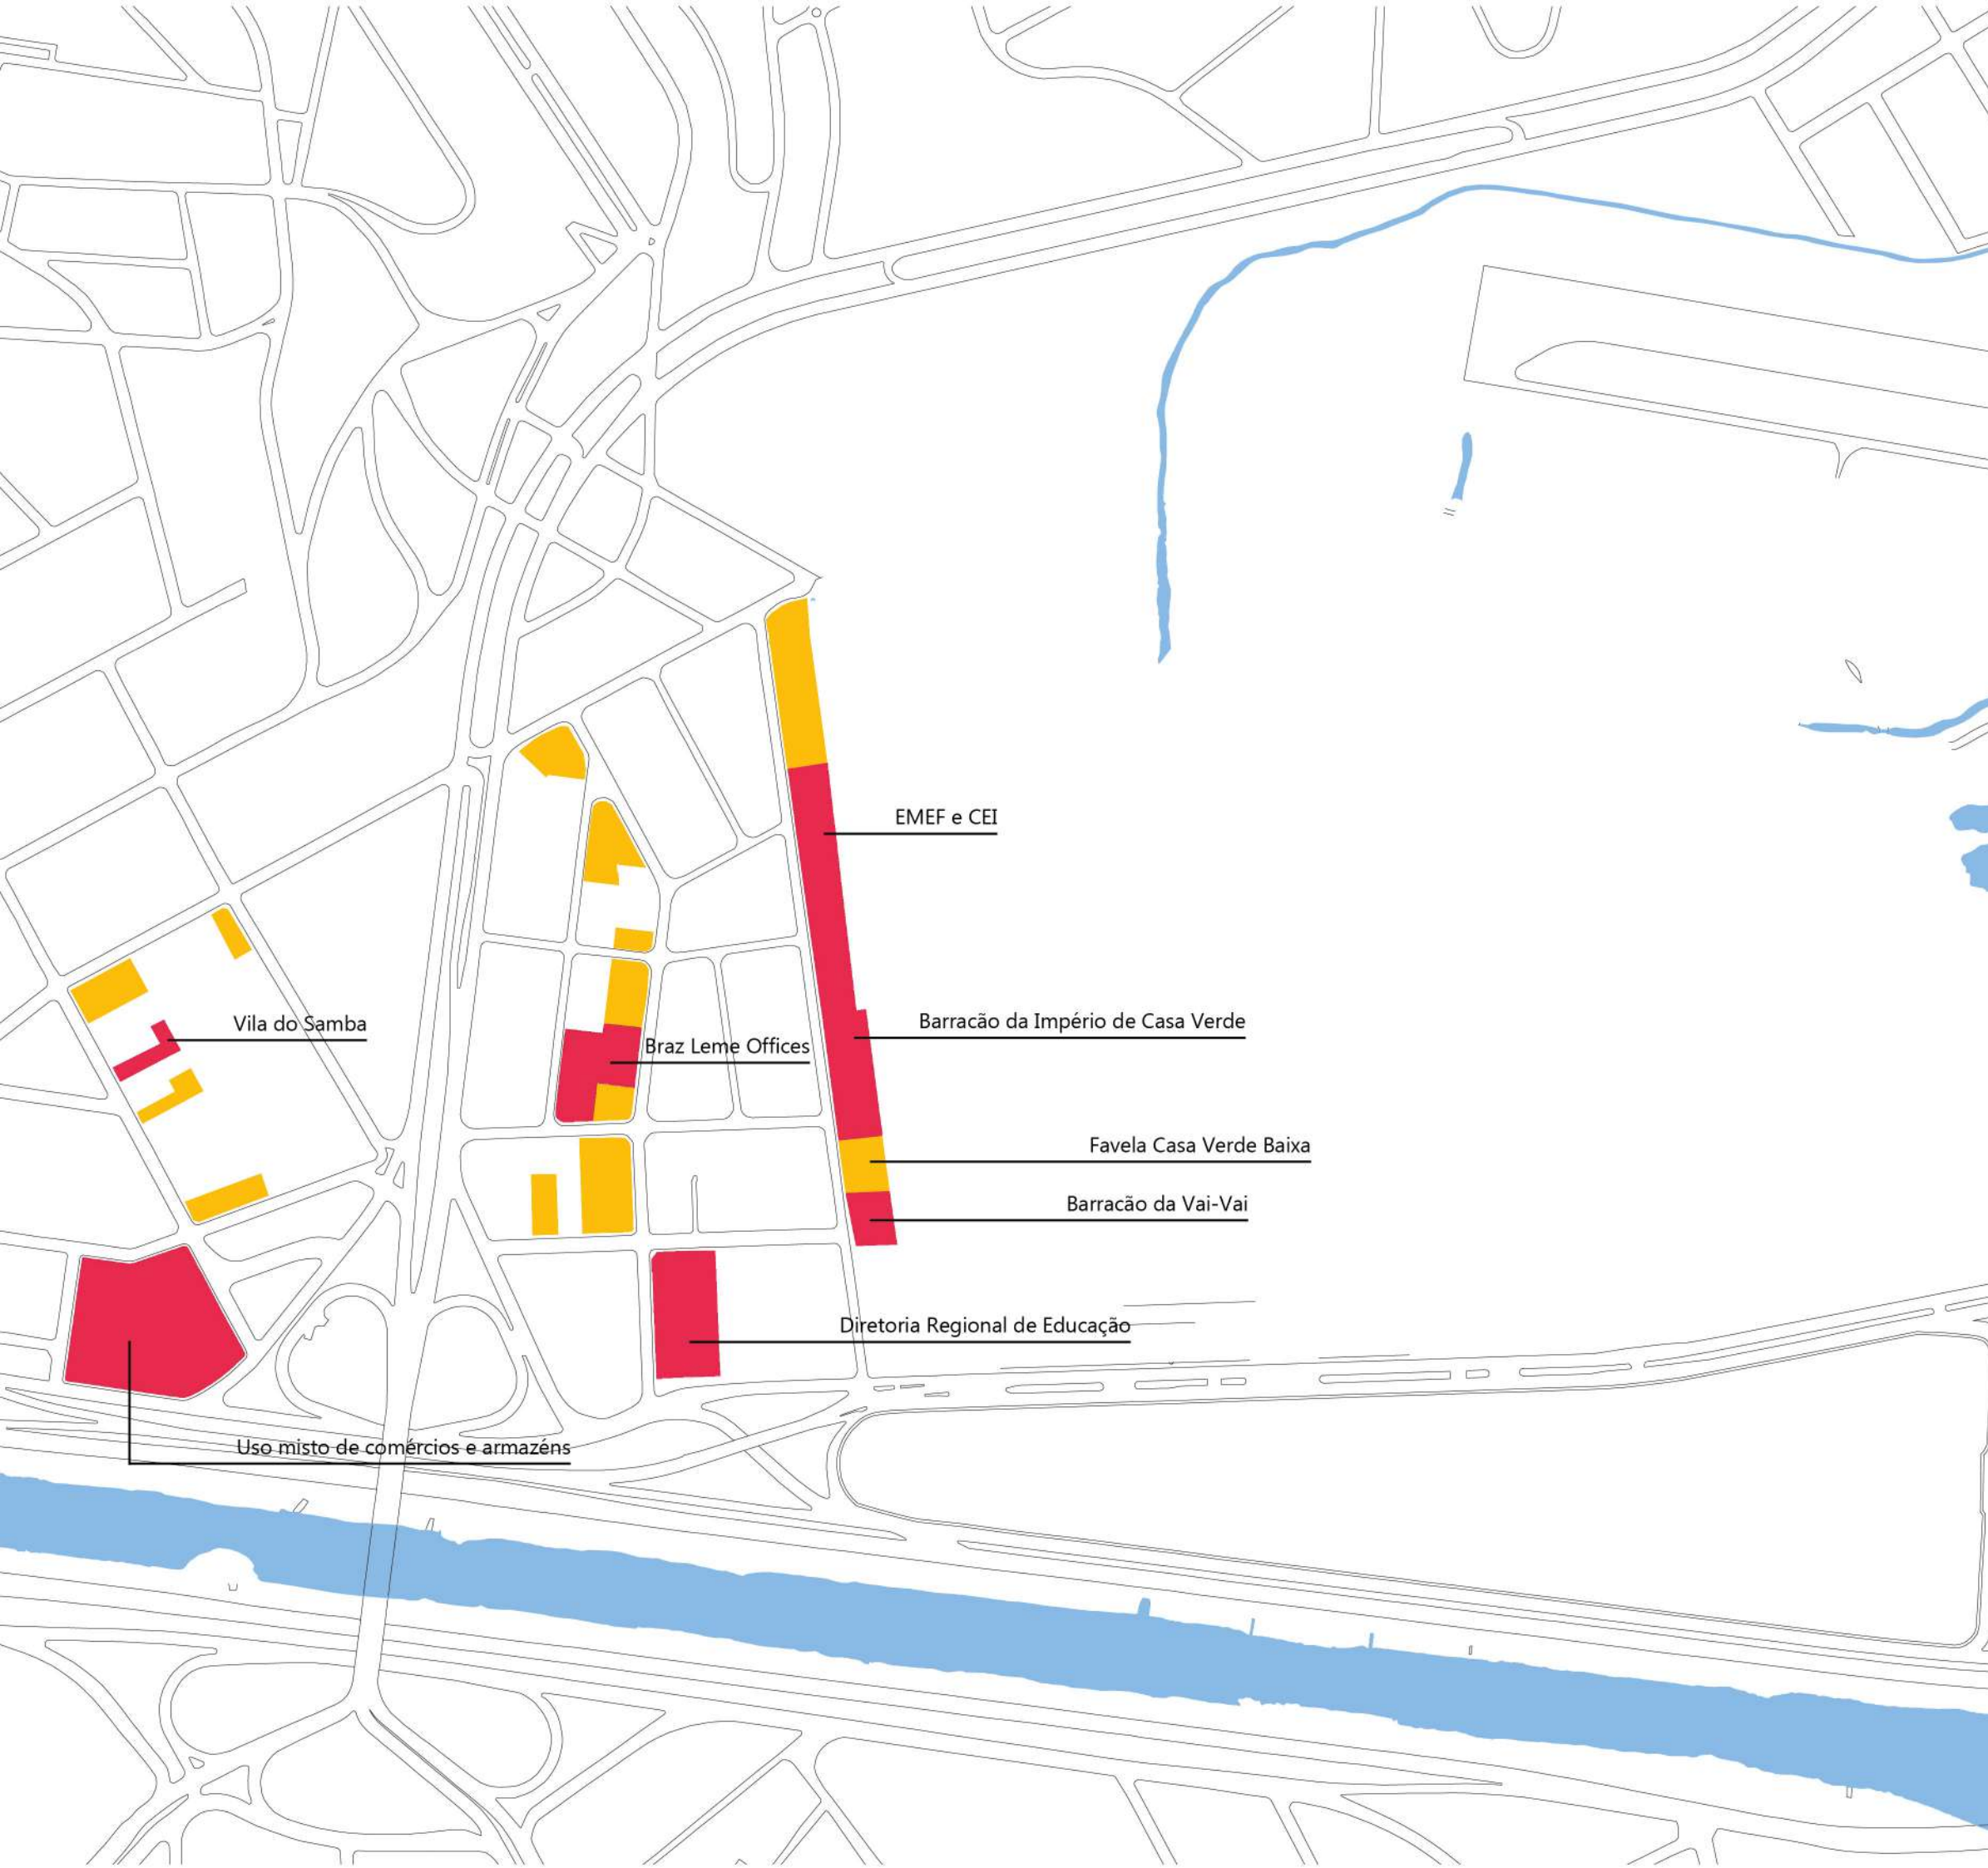 EMEF e CEI
Barracão da Império de Casa Verde
Vila do Samba
Braz Leme Offices
Favela Casa Verde Baixa
Barracão da Vai-Vai
Diretoria Regional de Educação
Uso misto de comércios e armazéns